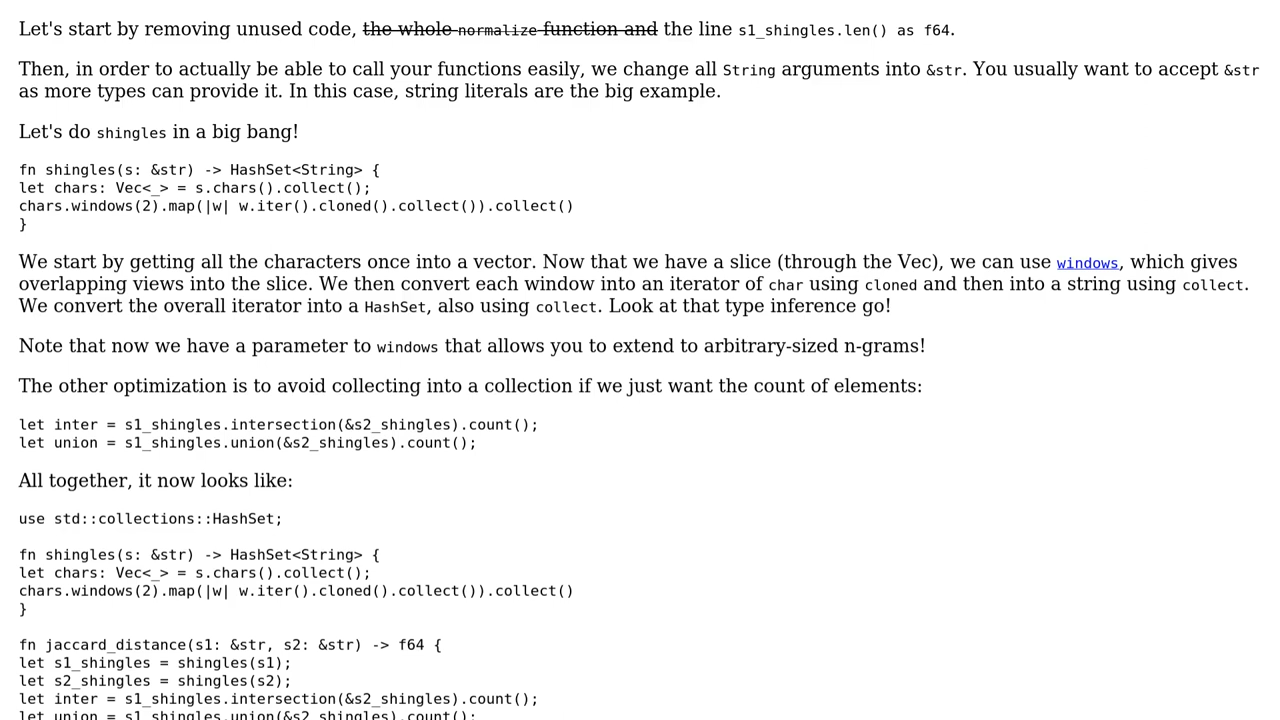 Let's start by removing unused code, the whole normalize function and the line s1_shingles.len() as f64.
Then, in order to actually be able to call your functions easily, we change all String arguments into &str. You usually want to accept &str
as more types can provide it. In this case, string literals are the big example.
Let's do shingles in a big bang!
fn shingles(s: &str) -> HashSet<String> {
let chars: Vec<_> = s.chars().collect();
chars.windows(2).map(|w| w.iter().cloned().collect()).collect()
}
We start by getting all the characters once into a vector. Now that we have a slice (through the Vec), we can use windows, which gives
overlapping views into the slice. We then convert each window into an iterator of char using cloned and then into a string using collect.
We convert the overall iterator into a HashSet, also using collect. Look at that type inference go!
Note that now we have a parameter to windows that allows you to extend to arbitrary-sized n-grams!
The other optimization is to avoid collecting into a collection if we just want the count of elements:
let inter = s1_shingles.intersection(&s2_shingles).count();
let union = s1_shingles.union(&s2_shingles).count();
All together, it now looks like:
use std::collections::HashSet;
fn shingles(s: &str) -> HashSet<String> {
let chars: Vec<_> = s.chars().collect();
chars.windows(2).map(|w| w.iter().cloned().collect()).collect()
}
fn jaccard_distance(s1: &str, s2: &str) -> f64 {
let s1_shingles = shingles(s1);
let s2_shingles = shingles(s2);
let inter = s1_shingles.intersection(&s2_shingles).count();
let union = s1_shingles.union(&s2_shingles).count();